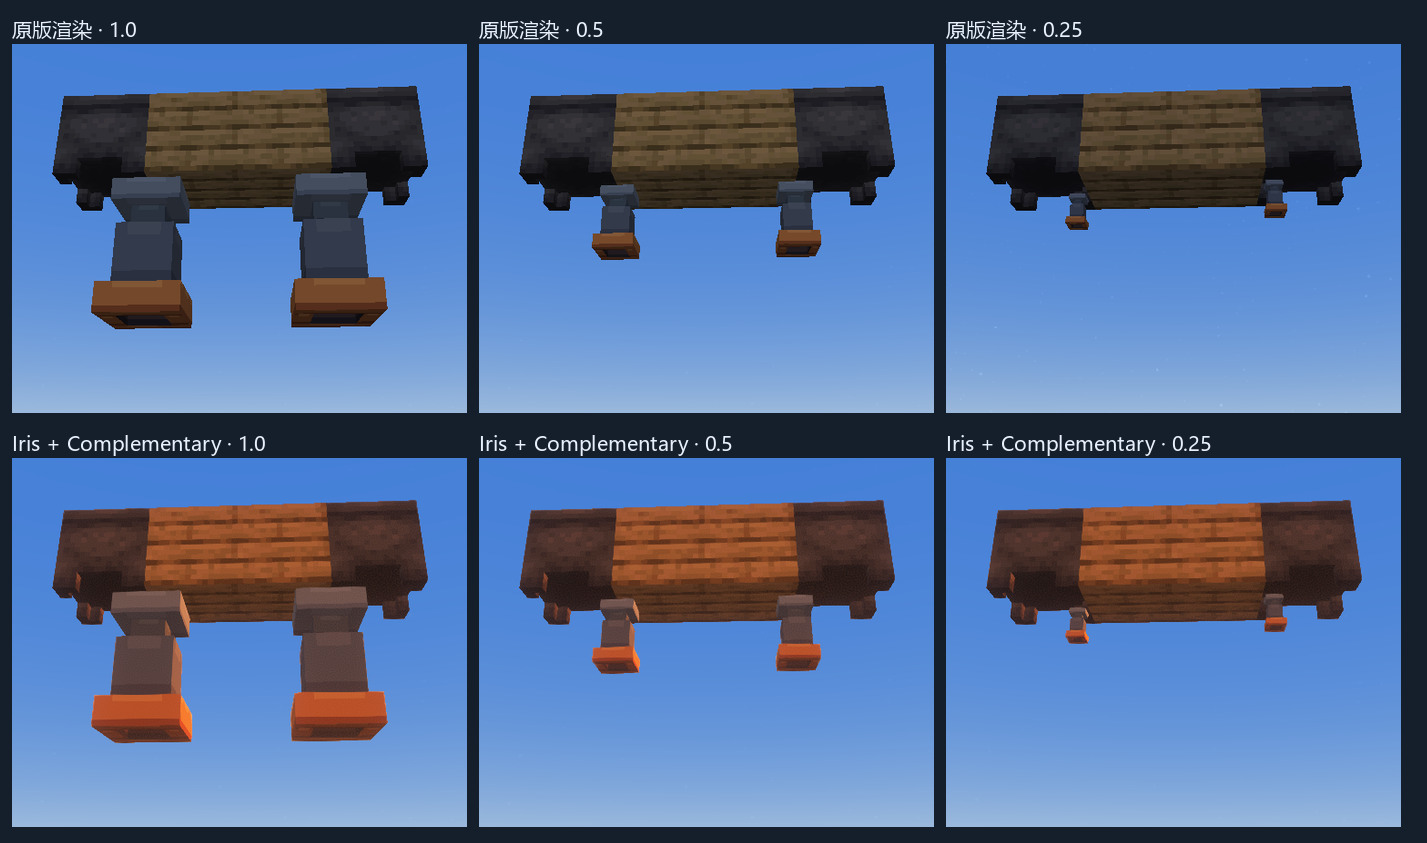 原版渲染 · 1.0
原版渲染 · 0.5
原版渲染 · 0.25
Iris + Complementary · 1.0
Iris + Complementary · 0.5
Iris + Complementary · 0.25